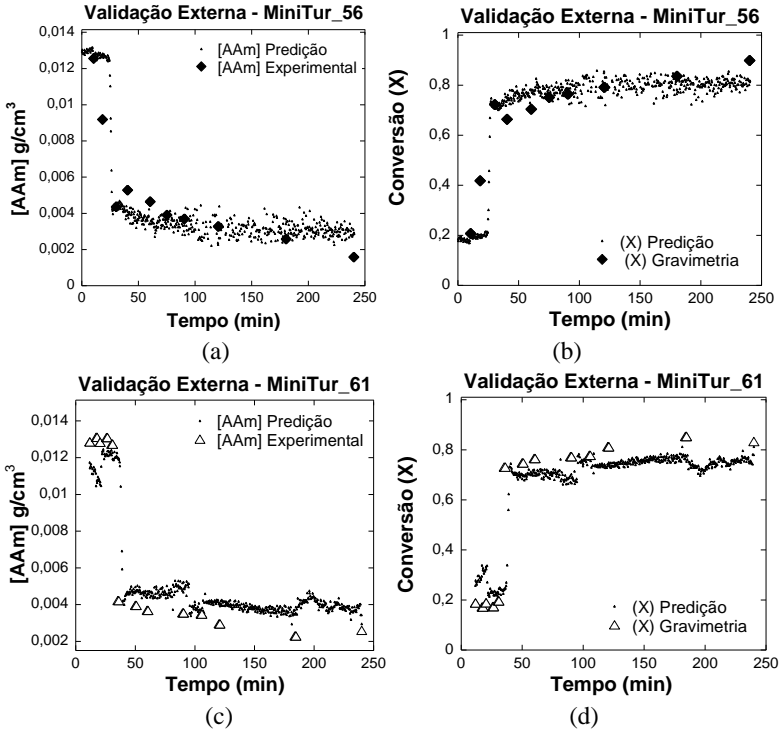 Validação Externa - MiniTur_56
[AAm] g/cm³
0,014
0,012
0,01
0,008
0,006
0,004
0,002
0
[AAm] Predição
[AAm] Experimental
0 50 100 150 200 250
Tempo (min)
(a)
Validação Externa - MiniTur_56
Conversão (X)
1
0,8
0,6
0,4
0,2
0
(X) Predição
(X) Gravimetria
0 50 100 150 200 250
Tempo (min)
(b)
Validação Externa - MiniTur_61
[AAm] g/cm³
0,014
0,012
0,01
0,008
0,006
0,004
0,002
[AAm] Predição
[AAm] Experimental
0 50 100 150 200 250
Tempo (min)
(c)
Validação Externa - MiniTur_61
Conversão (X)
1
0,8
0,6
0,4
0,2
0
(X) Predição
(X) Gravimetria
0 50 100 150 200 250
Tempo (min)
(d)